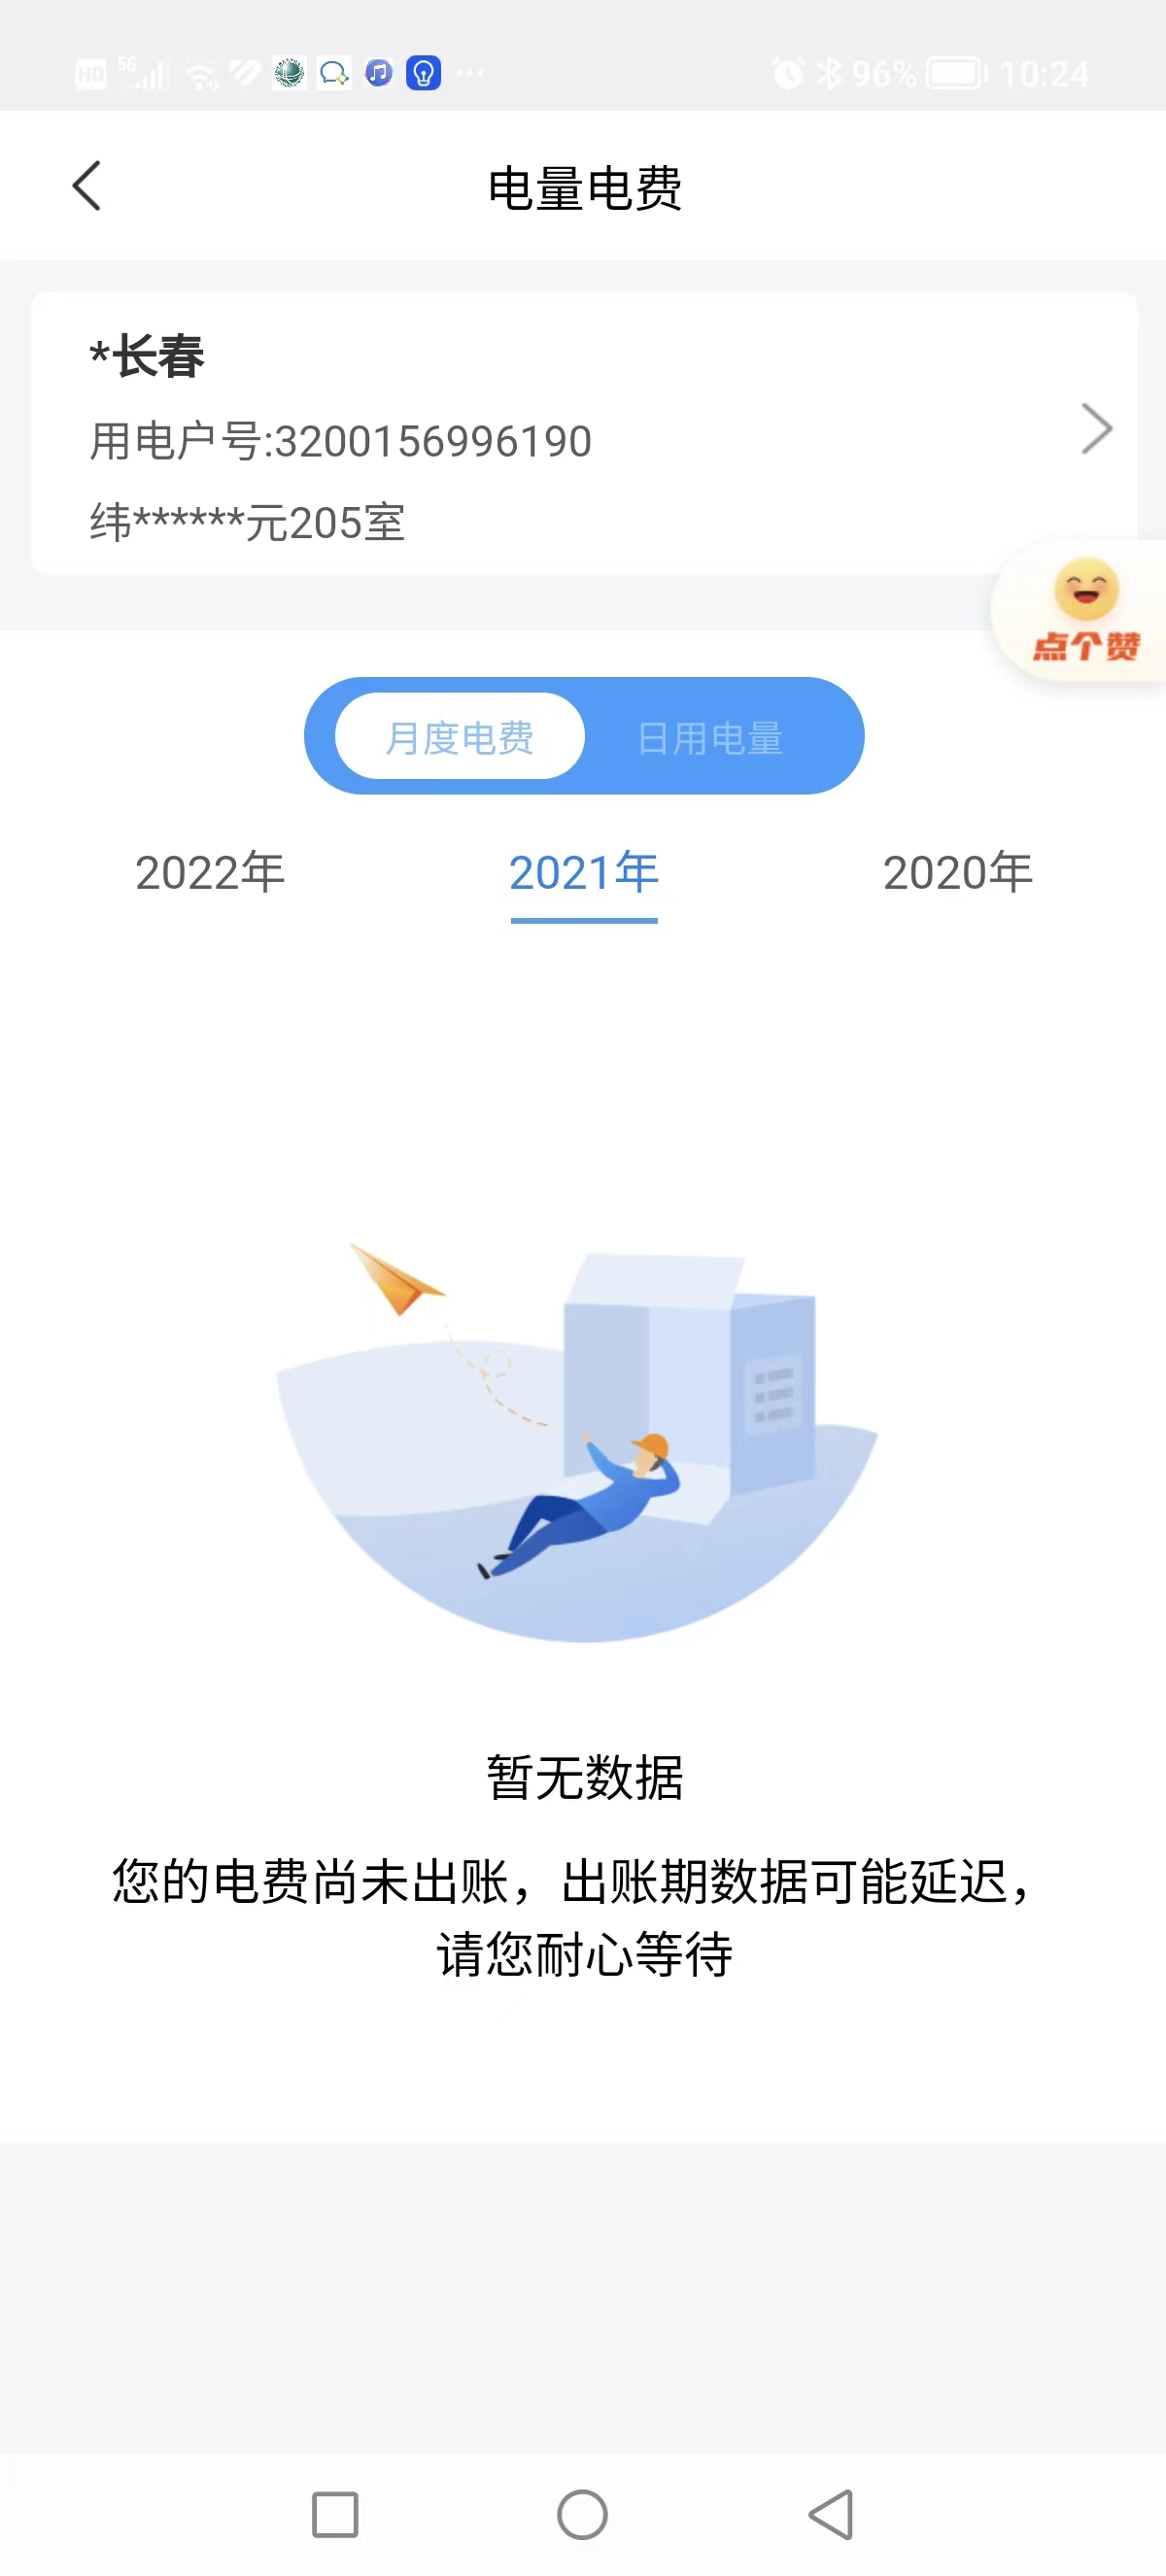 HD 5G 96% 10:24
电量电费
*长春
用电户号:3200156996190
纬******元205室
点个赞
月度电费 日用电量
2022年 2021年 2020年
暂无数据
您的电费尚未出账，出账期数据可能延迟，
请您耐心等待